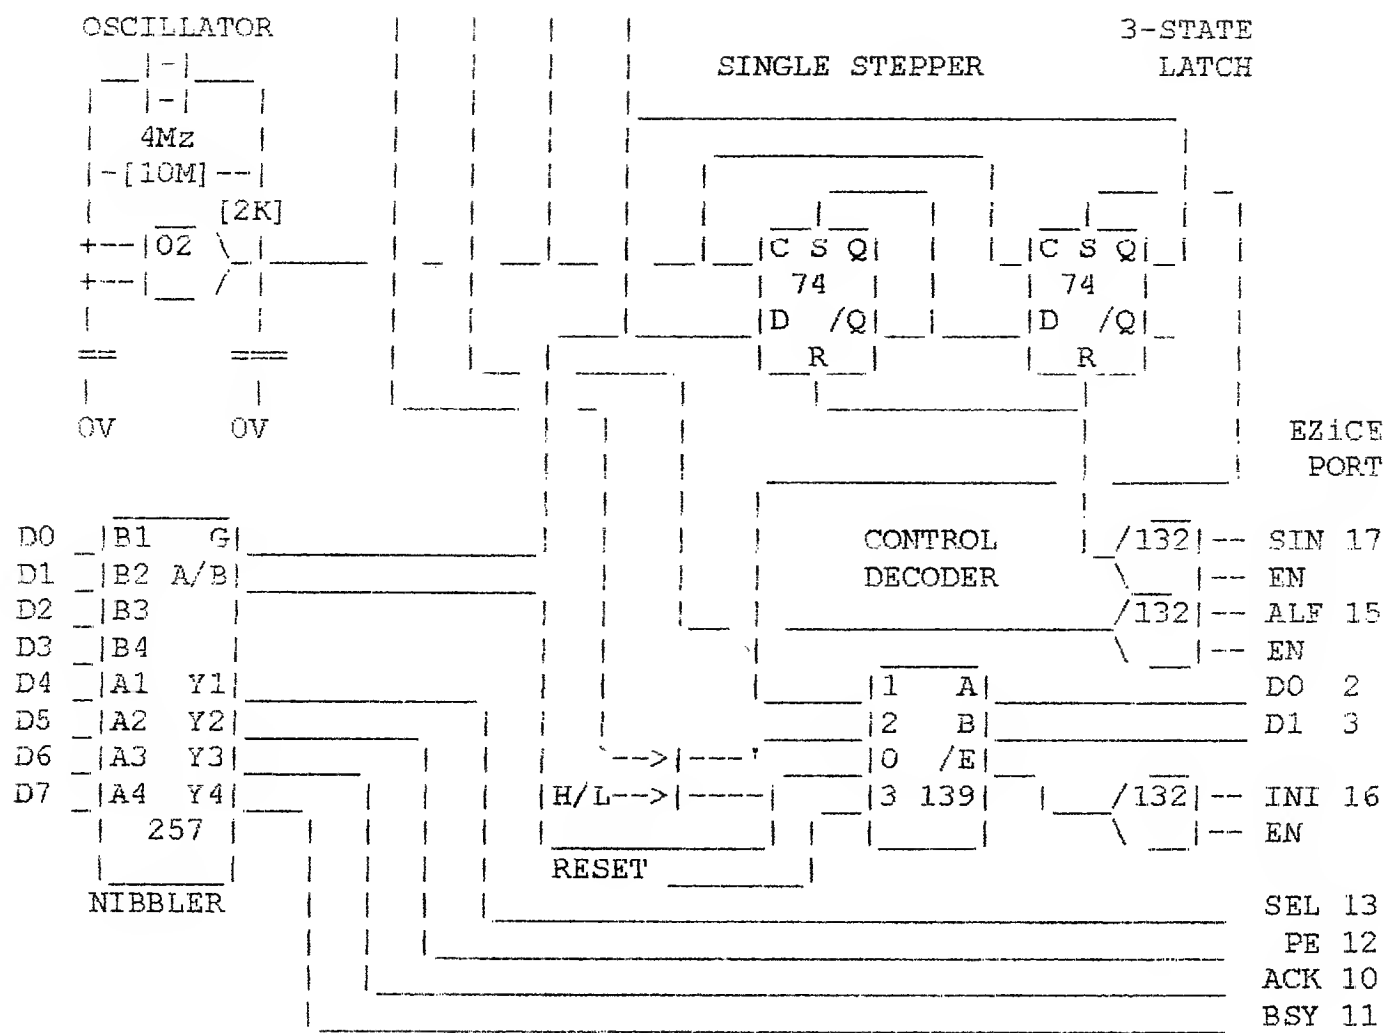 OSCILLATOR
3-STATE
LATCH
SINGLE STEPPER
4Mz
-[10M]--
[2K]
+--|02
+--|
C S Q
74
D /Q
R
C S Q
74
D /Q
R
== ===
0V 0V
EZiCE
PORT
D0 B1 G
D1 B2 A/B
D2 B3
D3 B4
D4 A1 Y1
D5 A2 Y2
D6 A3 Y3
D7 A4 Y4
257
NIBBLER
CONTROL
DECODER
132 -- SIN 17
-- EN
132 -- ALF 15
-- EN
1 A D0 2
2 B D1 3
-->|---' 0 /E
H/L-->|---- 3 139
132 -- INI 16
-- EN
RESET
SEL 13
PE 12
ACK 10
BSY 11